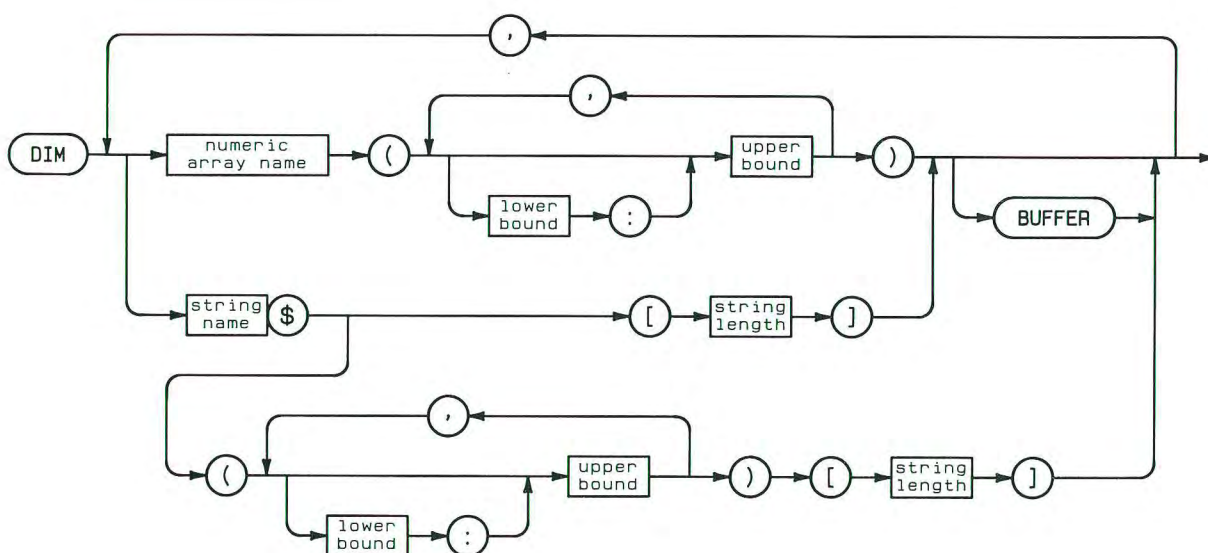 ,
,
DIM
numeric
array name
(
upper
bound
)
lower
bound
:
BUFFER
string
name
$
[
string
length
]
,
(
upper
bound
)
[
string
length
]
lower
bound
: